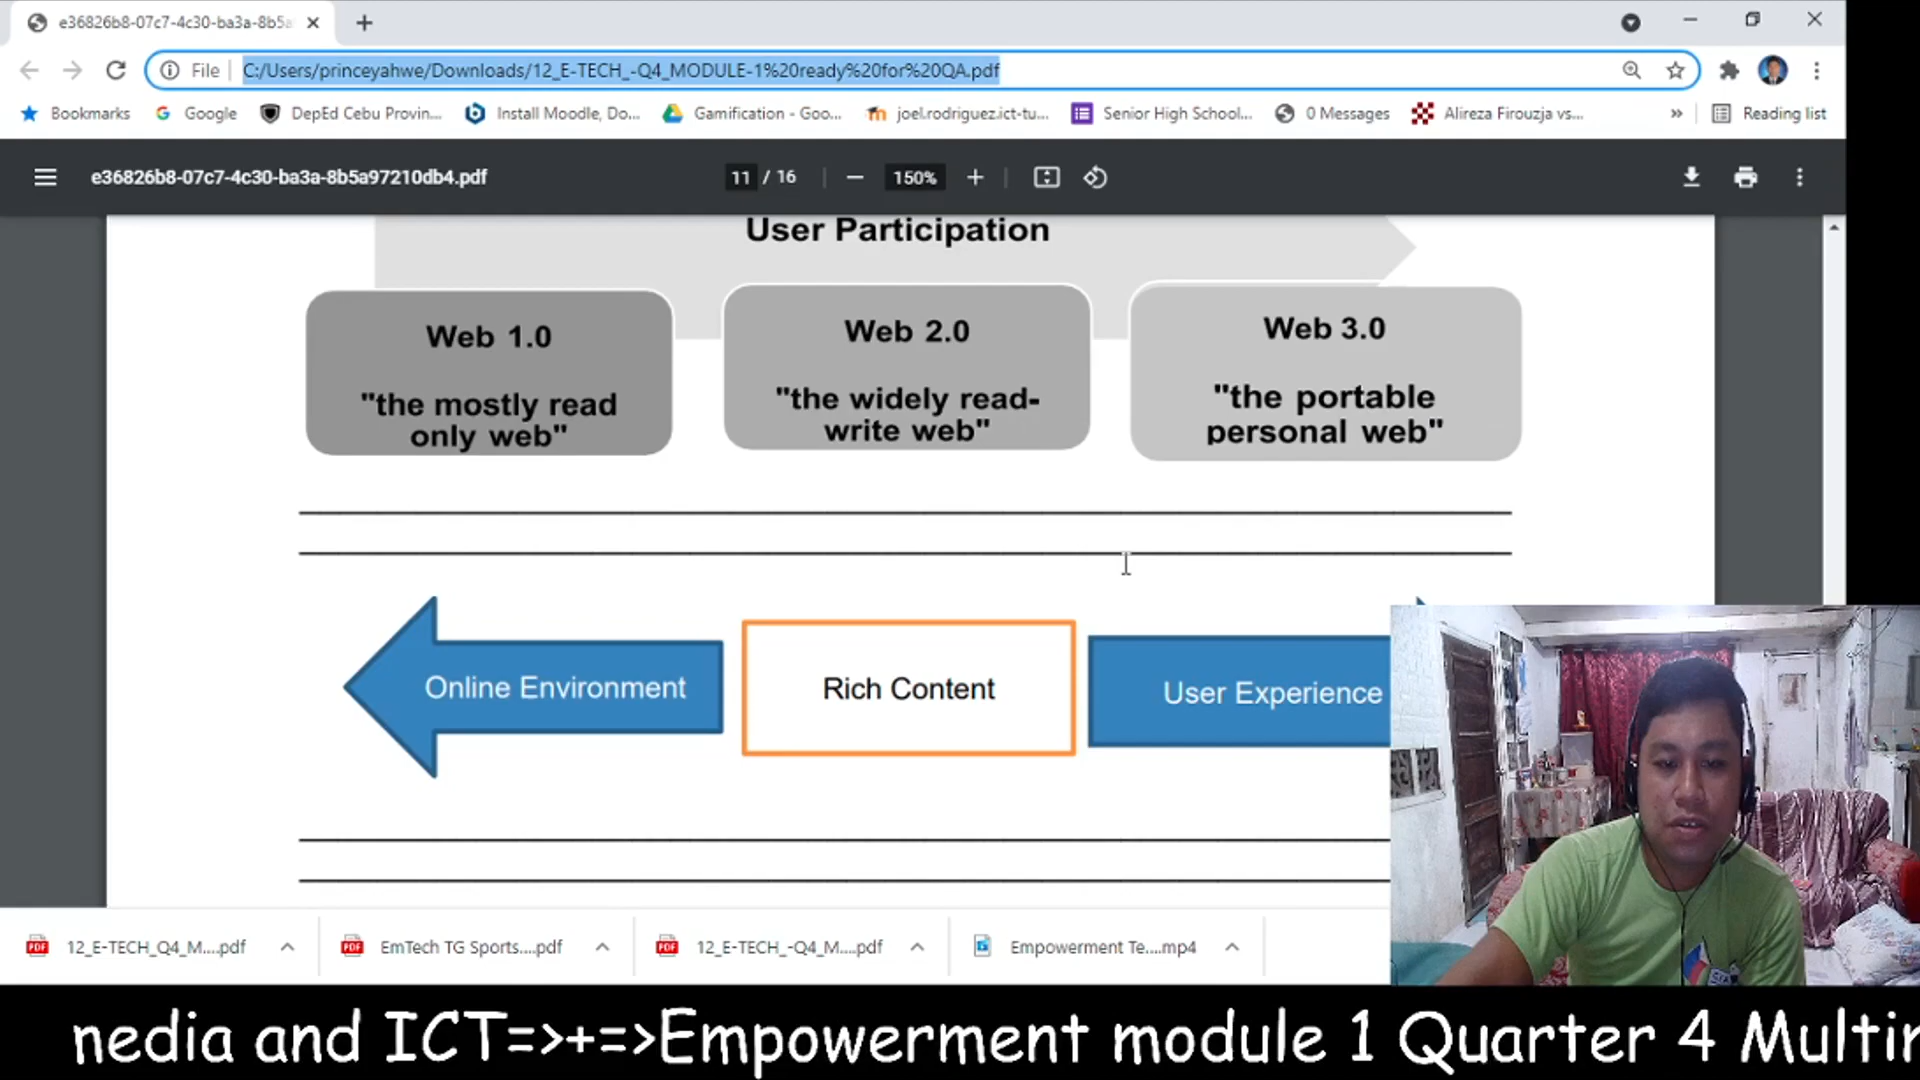 e36826b8-07c7-4c30-ba3a-8b5a
File C:/Users/princeyahwe/Downloads/12_E-TECH_-Q4_MODULE-1%20ready%20for%20QA.pdf
Bookmarks Google DepEd Cebu Provin... Install Moodle, Do... Gamification - Goo... joel.rodriguez.ict-tu... Senior High School... 0 Messages Alireza Firouzja vs... » Reading list
e36826b8-07c7-4c30-ba3a-8b5a97210db4.pdf 11 / 16 150%
User Participation
Web 1.0
"the mostly read
only web"
Web 2.0
"the widely read-
write web"
Web 3.0
"the portable
personal web"
Online Environment
Rich Content
User Experience
12_E-TECH_Q4_M....pdf EmTech TG Sports....pdf 12_E-TECH_-Q4_M....pdf Empowerment Te....mp4
nedia and ICT=>+=>Empowerment module 1 Quarter 4 Multin